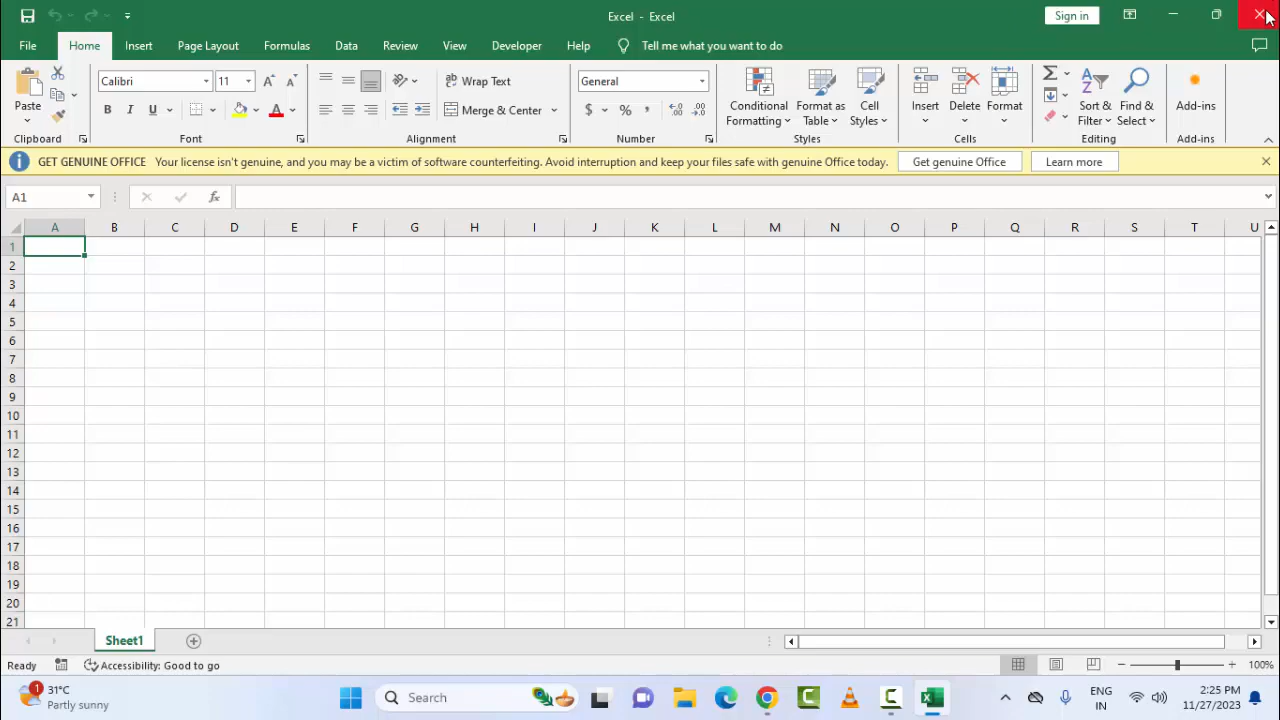 Excel - Excel
Sign in
File Home Insert Page Layout Formulas Data Review View Developer Help Tell me what you want to do
Paste
Clipboard
Calibri 11
B I U A
Font
Wrap Text
ab
Merge & Center
Alignment
General
$ % ,
Number
Conditional Formatting
Format as Table
Cell Styles
Styles
Insert
Delete
Format
Cells
Sort & Filter
Find & Select
Editing
Add-ins
Add-ins
GET GENUINE OFFICE Your license isn't genuine, and you may be a victim of software counterfeiting. Avoid interruption and keep your files safe with genuine Office today. Get genuine Office Learn more
A1 fx
A B C D E F G H I J K L M N O P Q R S T U
1
2
3
4
5
6
7
8
9
10
11
12
13
14
15
16
17
18
19
20
21
Sheet1
Ready Accessibility: Good to go 100%
1
31°C
Partly sunny
Search
ENG
IN
2:25 PM
11/27/2023